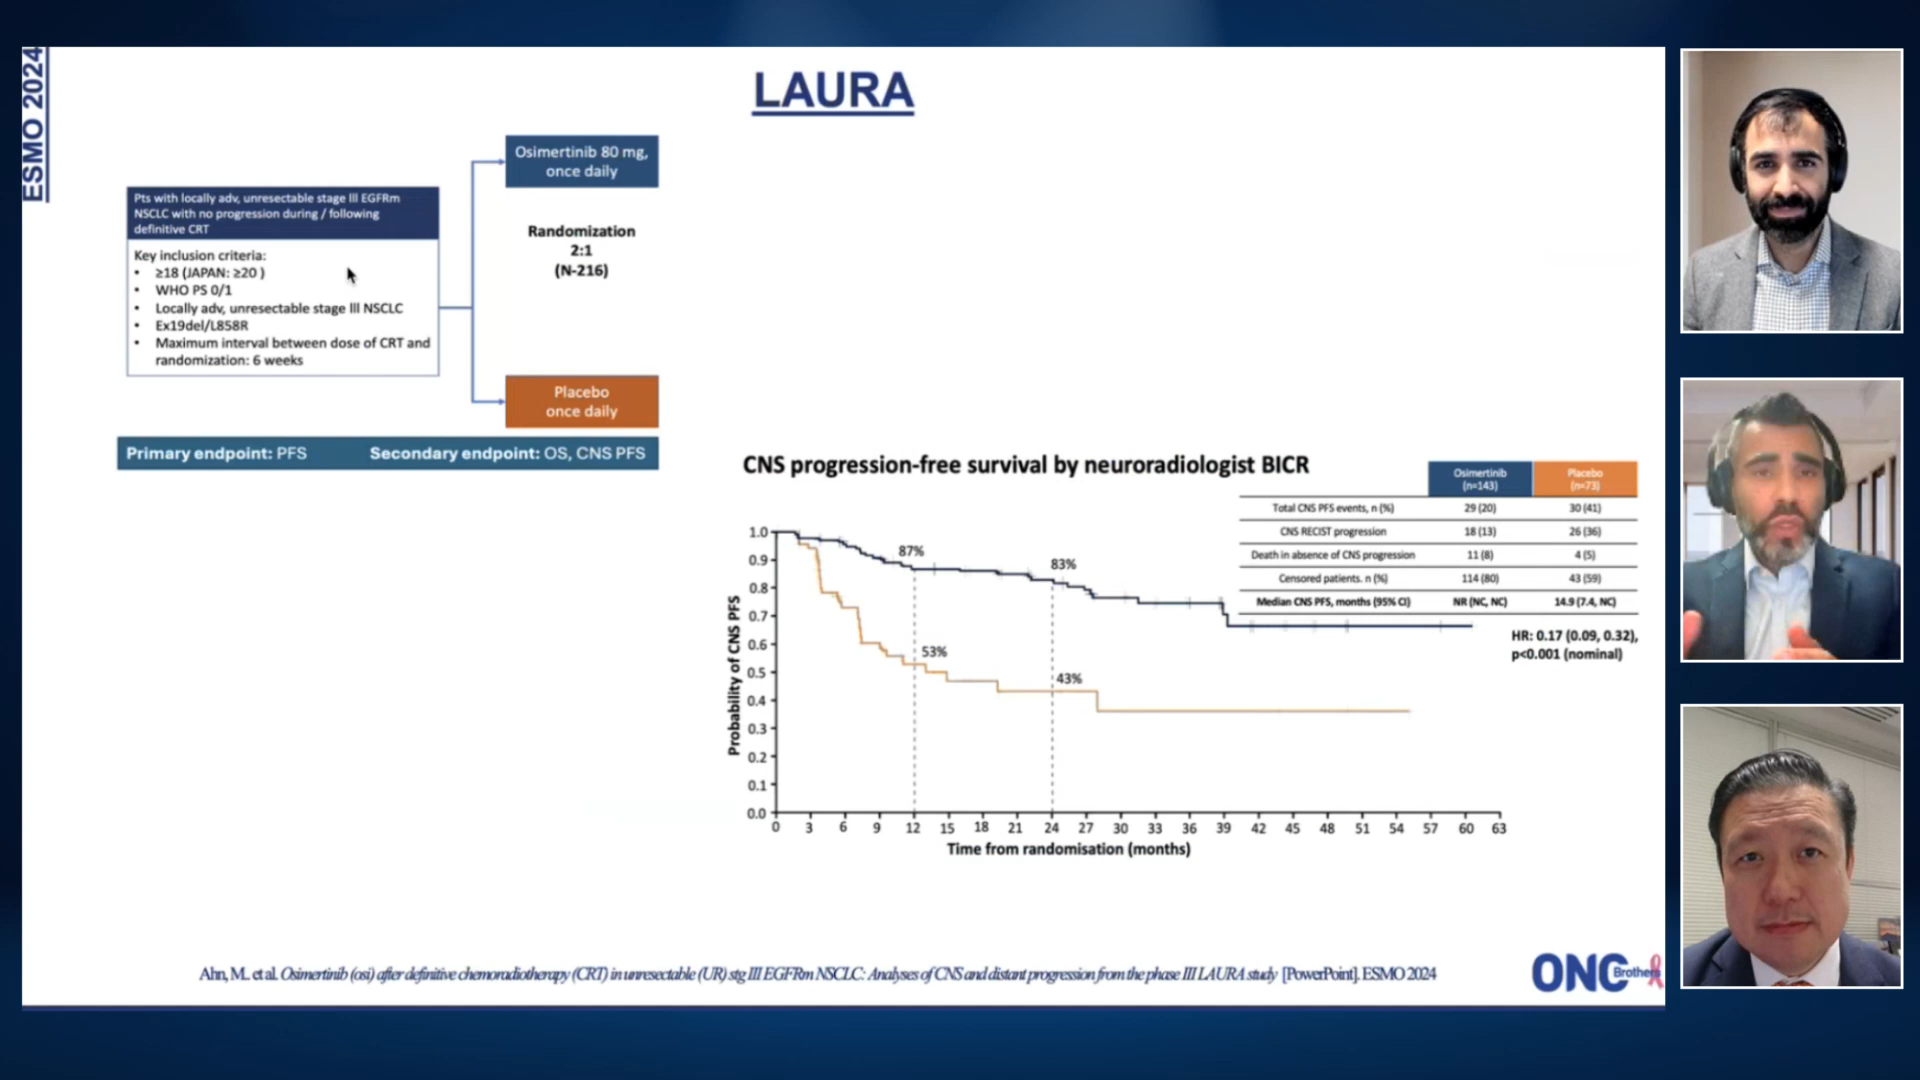 ESMO 2024
LAURA
Pts with locally adv, unresectable stage III EGFRm
NSCLC with no progression during / following
definitive CRT
Key inclusion criteria:
• ≥18 (JAPAN: ≥20 )
• WHO PS 0/1
• Locally adv, unresectable stage III NSCLC
• Ex19del/L858R
• Maximum interval between dose of CRT and
randomization: 6 weeks
Osimertinib 80 mg,
once daily
Randomization
2:1
(N-216)
Placebo
once daily
Primary endpoint: PFS Secondary endpoint: OS, CNS PFS
CNS progression-free survival by neuroradiologist BICR
Osimertinib
(n=143)
Placebo
(n=73)
Total CNS PFS events, n (%) 29 (20) 30 (41)
CNS RECIST progression 18 (13) 26 (36)
Death in absence of CNS progression 11 (8) 4 (5)
Censored patients. n (%) 114 (80) 43 (59)
Median CNS PFS, months (95% CI) NR (NC, NC) 14.9 (7.4, NC)
HR: 0.17 (0.09, 0.32),
p<0.001 (nominal)
Probability of CNS PFS
1.0
0.9
0.8
0.7
0.6
0.5
0.4
0.3
0.2
0.1
0.0
87%
83%
53%
43%
0 3 6 9 12 15 18 21 24 27 30 33 36 39 42 45 48 51 54 57 60 63
Time from randomisation (months)
Ahn, M. et al. Osimertinib (osi) after definitive chemoradiotherapy (CRT) in unresectable (UR) stg III EGFRm NSCLC: Analyses of CNS and distant progression from the phase III LAURA study [PowerPoint]. ESMO 2024
ONC Brothers